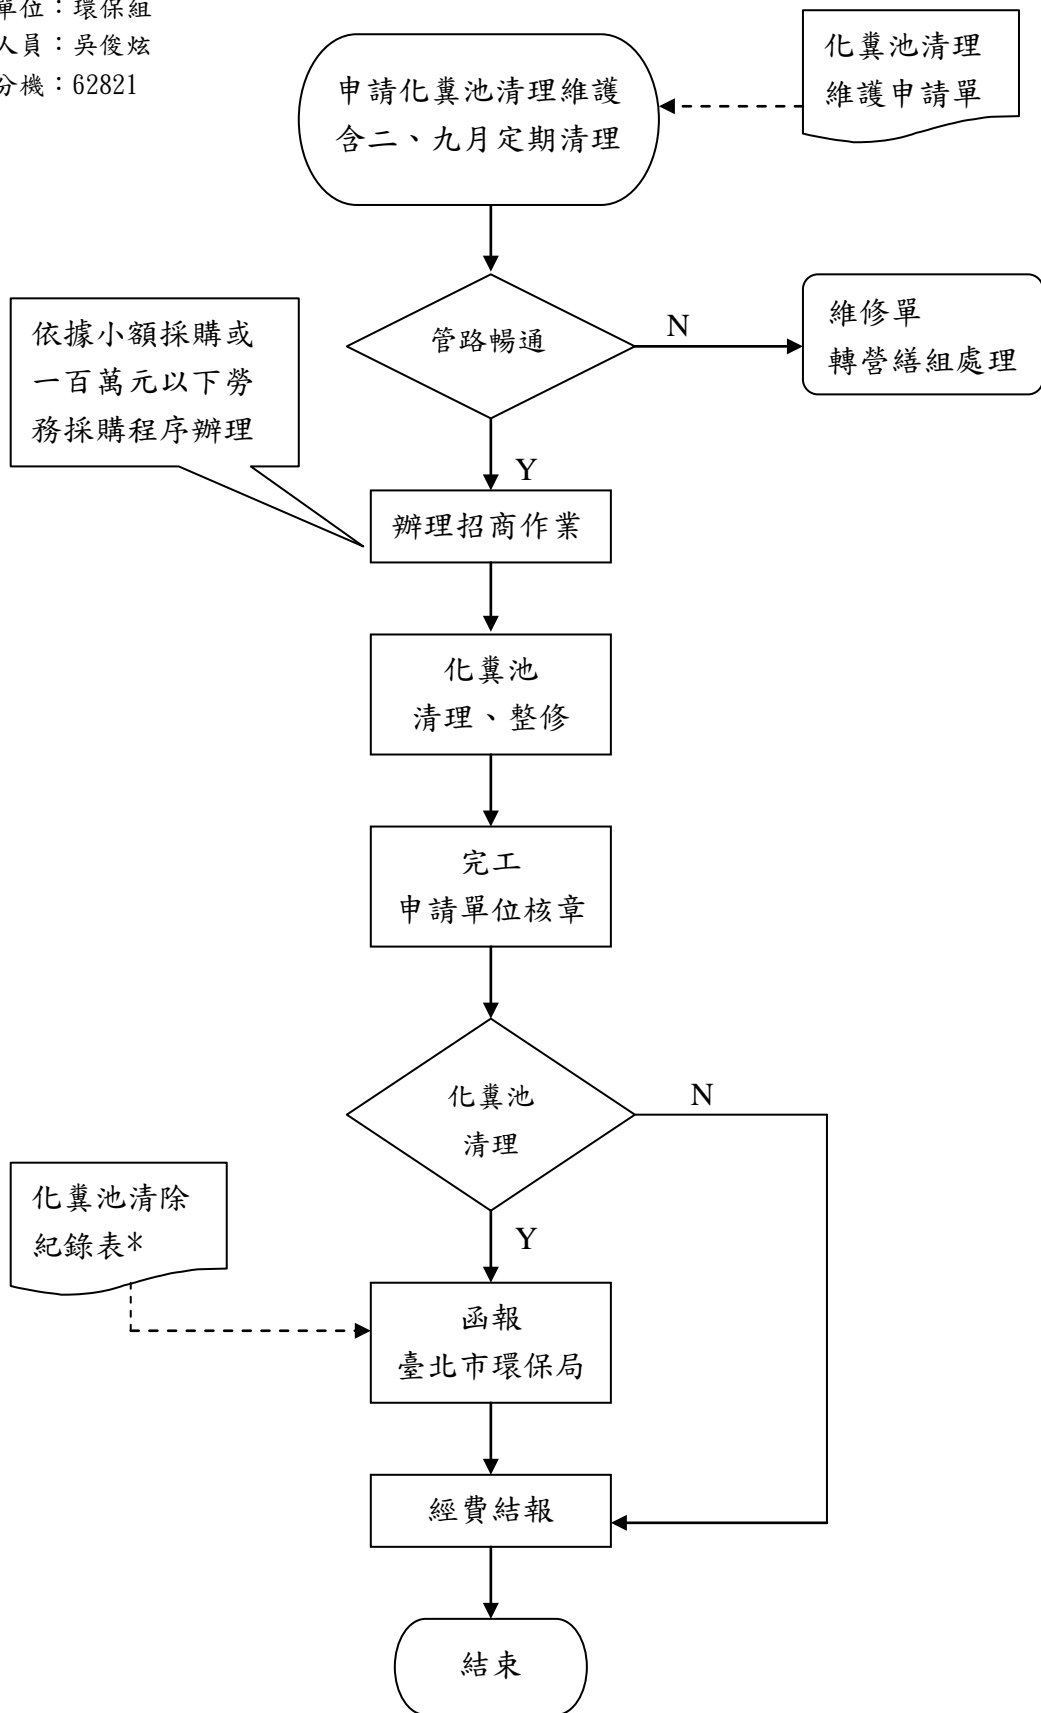 單位：環保組
人員：吳俊炫
分機：62821
化糞池清理
維護申請單
申請化糞池清理維護
含二、九月定期清理
管路暢通
N
維修單
轉營繕組處理
依據小額採購或
一百萬元以下勞
務採購程序辦理
Y
辦理招商作業
化糞池
清理、整修
完工
申請單位核章
化糞池
清理
N
Y
化糞池清除
紀錄表*
函報
臺北市環保局
經費結報
結束